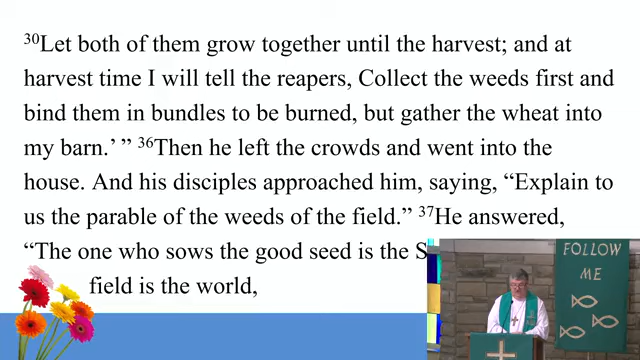 ³⁰Let both of them grow together until the harvest; and at
harvest time I will tell the reapers, Collect the weeds first and
bind them in bundles to be burned, but gather the wheat into
my barn.’ ” ³⁶Then he left the crowds and went into the
house. And his disciples approached him, saying, “Explain to
us the parable of the weeds of the field.” ³⁷He answered,
“The one who sows the good seed is the S
field is the world,
FOLLOW
ME